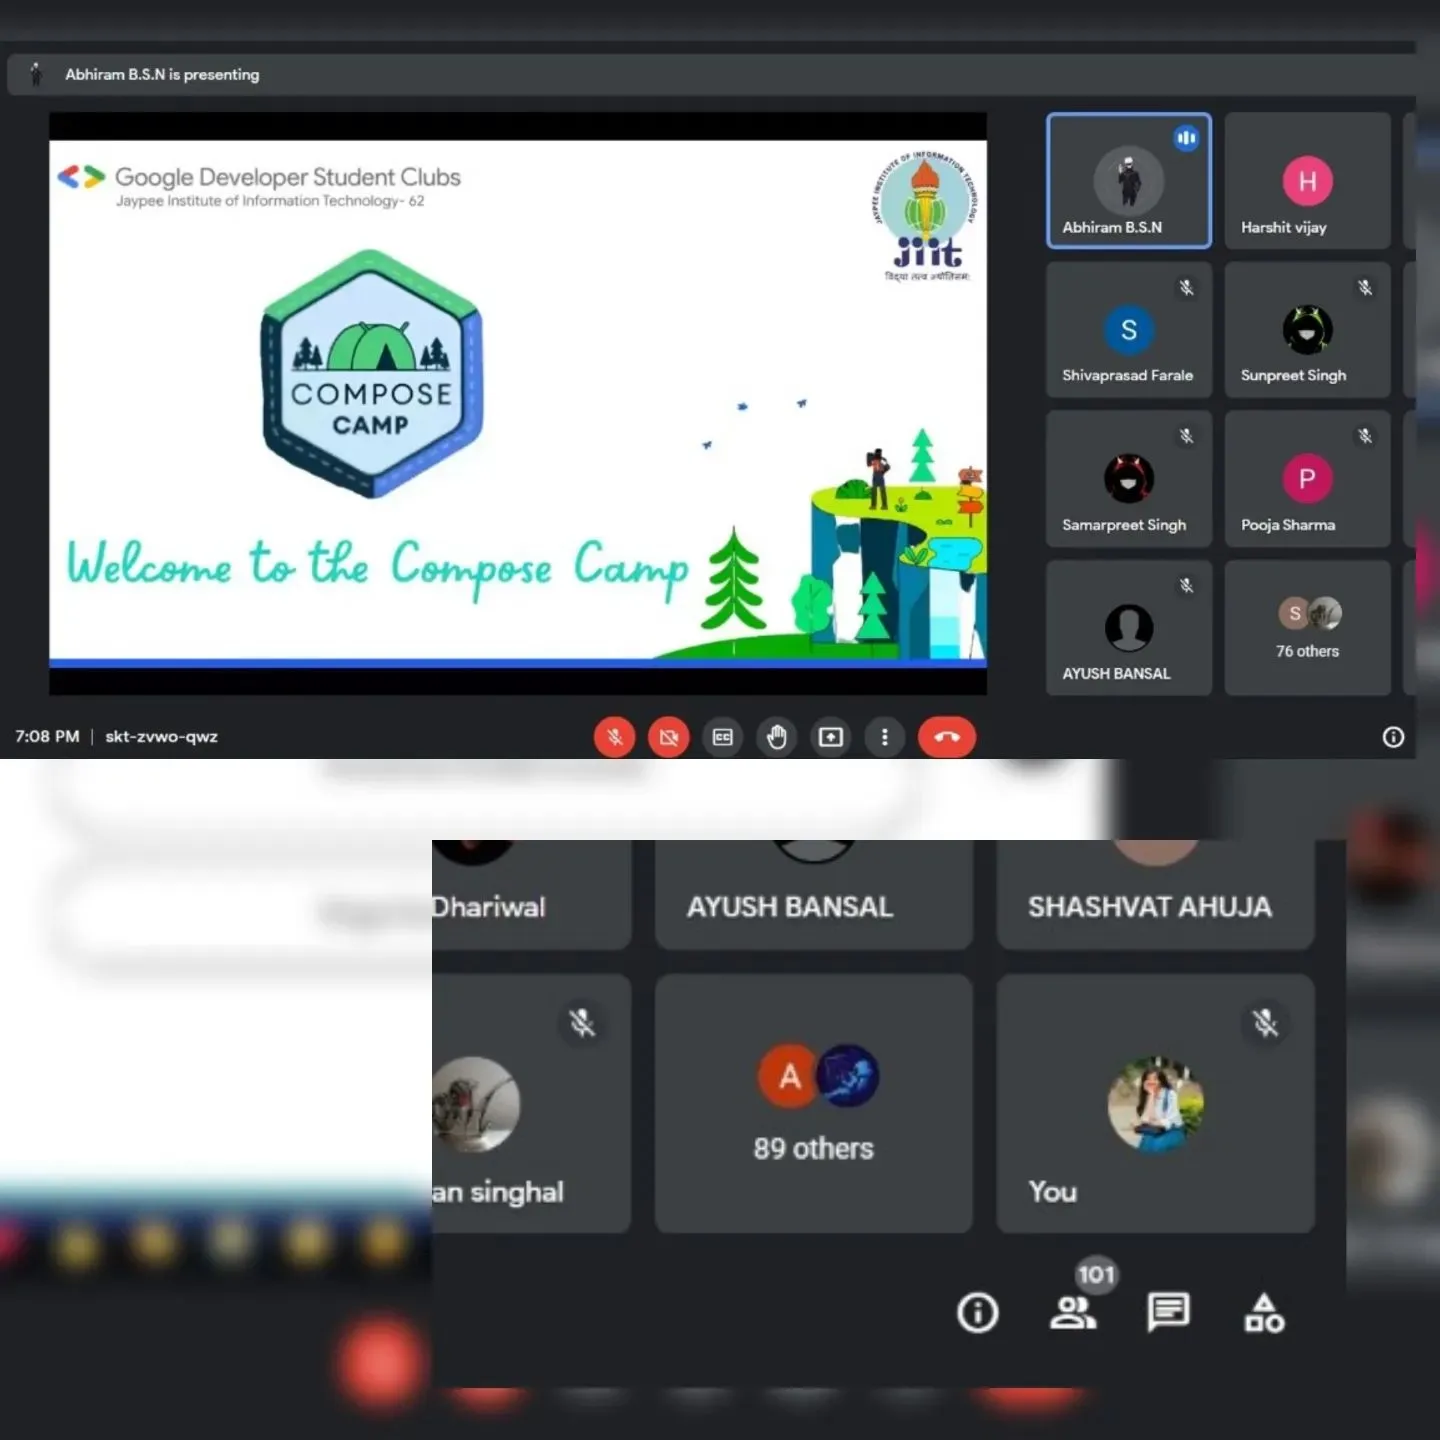 Abhiram B.S.N is presenting
Google Developer Student Clubs
Jaypee Institute of Information Technology- 62
JAYPEE INSTITUTE OF INFORMATION TECHNOLOGY
jiit
विद्या तत्व ज्योतिसमः
COMPOSE
CAMP
Welcome to the Compose Camp
Abhiram B.S.N
H
Harshit vijay
S
Shivaprasad Farale
Sunpreet Singh
Samarpreet Singh
P
Pooja Sharma
AYUSH BANSAL
S
76 others
7:08 PM | skt-zvwo-qwz
CC
Dhariwal
AYUSH BANSAL
SHASHVAT AHUJA
an singhal
A
89 others
You
101